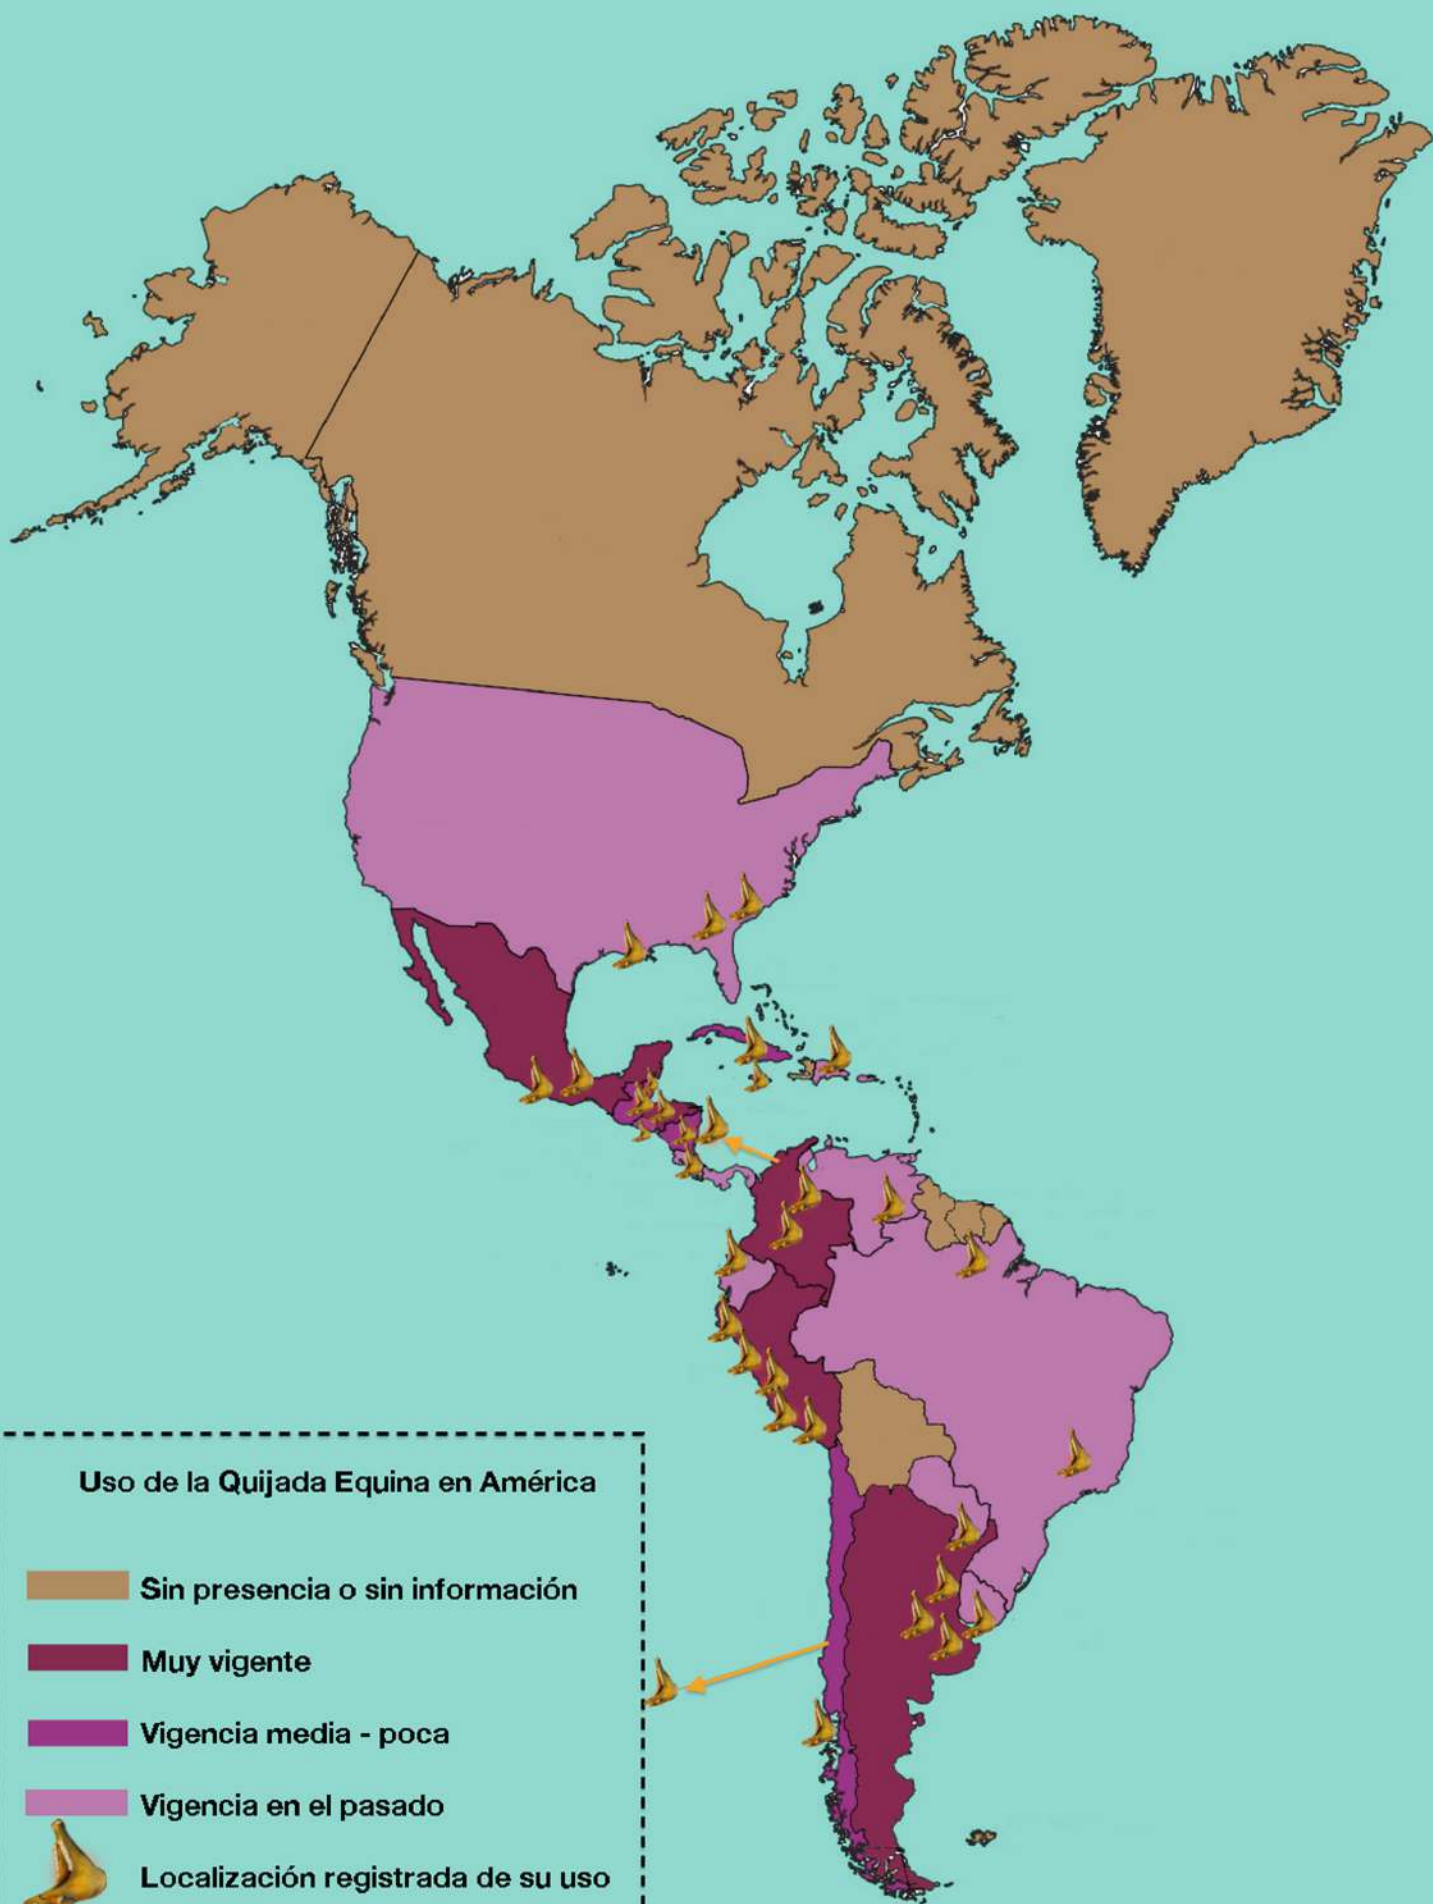 Uso de la Quijada Equina en América
Sin presencia o sin información
Muy vigente
Vigencia media - poca
Vigencia en el pasado
Localización registrada de su uso